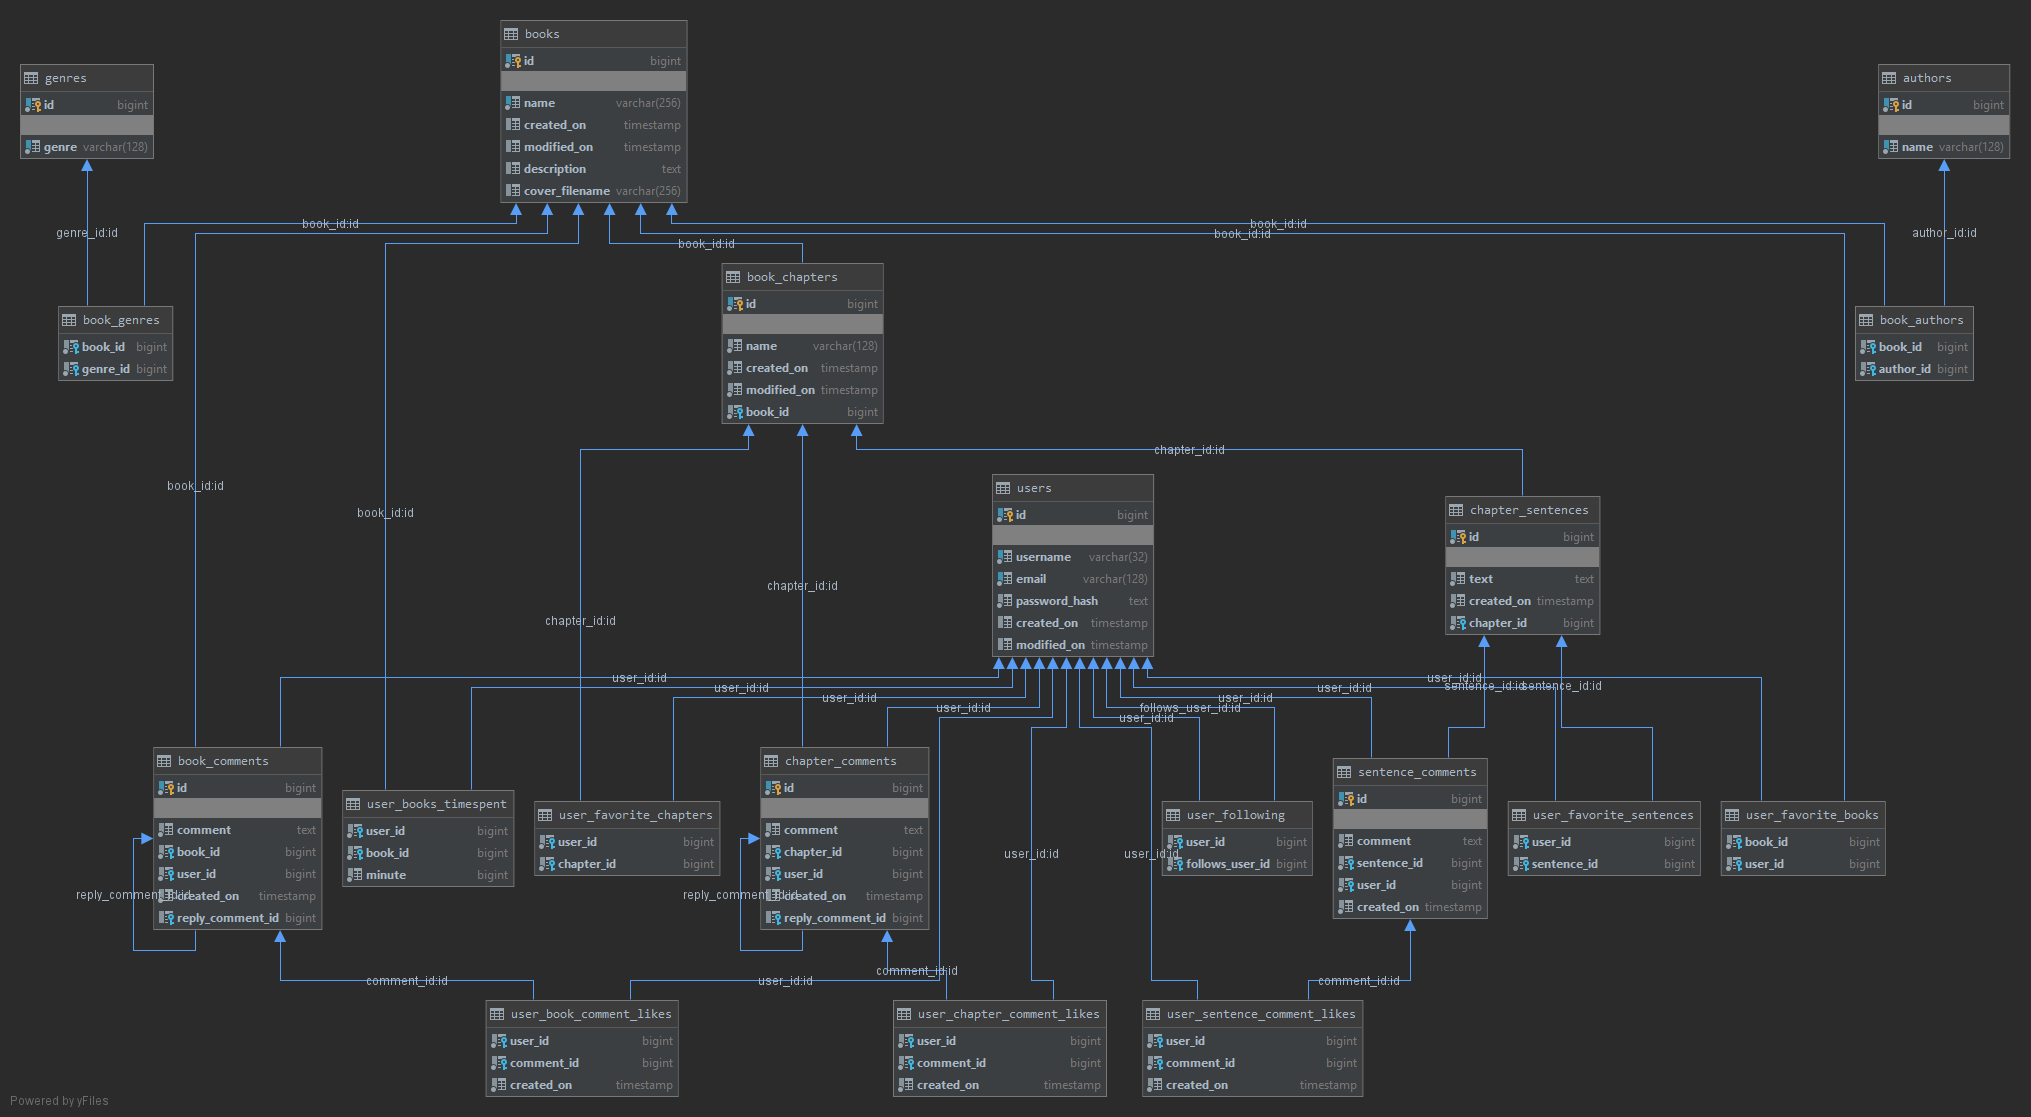 books
id bigint
name varchar(256)
created_on timestamp
modified_on timestamp
description text
cover_filename varchar(256)
genres
id bigint
genre varchar(128)
authors
id bigint
name varchar(128)
book_id:id
genre_id:id
book_id:id
book_id:id
book_id:id
author_id:id
book_chapters
id bigint
name varchar(128)
created_on timestamp
modified_on timestamp
book_id bigint
book_genres
book_id bigint
genre_id bigint
book_authors
book_id bigint
author_id bigint
chapter_id:id
book_id:id
book_id:id
users
id bigint
username varchar(32)
email varchar(128)
password_hash text
created_on timestamp
modified_on timestamp
chapter_sentences
id bigint
text text
created_on timestamp
chapter_id bigint
chapter_id:id
chapter_id:id
user_id:id
user_id:id
user_id:id
user_id:id
follows_user_id:id
user_id:id
user_id:id
user_id:id
user_id:id
sentence_id:id
sentence_id:id
book_comments
id bigint
comment text
book_id bigint
user_id bigint
created_on timestamp
reply_comment_id bigint
user_books_timespent
user_id bigint
book_id bigint
minute bigint
user_favorite_chapters
user_id bigint
chapter_id bigint
chapter_comments
id bigint
comment text
chapter_id bigint
user_id bigint
created_on timestamp
reply_comment_id bigint
user_following
user_id bigint
follows_user_id bigint
sentence_comments
id bigint
comment text
sentence_id bigint
user_id bigint
created_on timestamp
user_favorite_sentences
user_id bigint
sentence_id bigint
user_favorite_books
book_id bigint
user_id bigint
user_id:id
user_id:id
reply_comment_id:id
reply_comment_id:id
comment_id:id
user_id:id
comment_id:id
comment_id:id
user_book_comment_likes
user_id bigint
comment_id bigint
created_on timestamp
user_chapter_comment_likes
user_id bigint
comment_id bigint
created_on timestamp
user_sentence_comment_likes
user_id bigint
comment_id bigint
created_on timestamp
Powered by yFiles